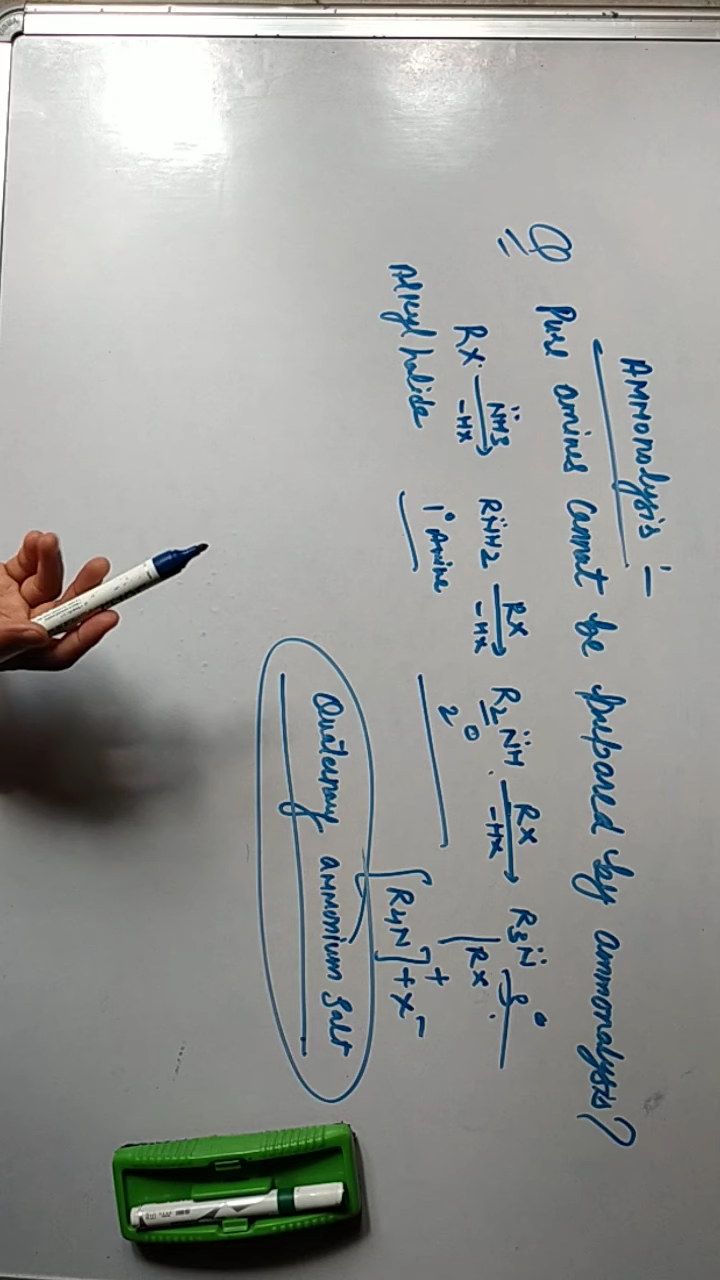 AMMONOLYSIS :-
Q Pure amines cannot be prepared by ammonalysis?
RX NH3 -HX RNH2 RX -HX R2NH RX -HX R3N 3°
Alkyl halide 1° Amine 2° RX
[R4N]+ + X-
Quaternary ammonium salt